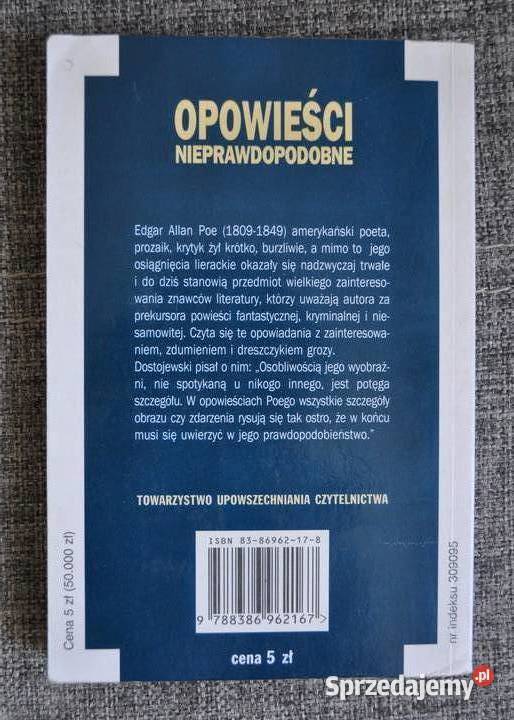 OPOWIEŚCI
NIEPRAWDOPODOBNE
Edgar Allan Poe (1809-1849) amerykański poeta,
prozaik, krytyk żył krótko, burzliwie, a mimo to jego
osiągnięcia lierackie okazały się nadzwyczaj trwałe
i do dziś stanowią przedmiot wielkiego zaintereso-
wania znawców literatury, którzy uważają autora za
prekursora powieści fantastycznej, kryminalnej i nie-
samowitej. Czyta się te opowiadania z zainteresowa-
niem, zdumieniem i dreszczykiem grozy.
Dostojewski pisał o nim: „Osobliwością jego wyobraź-
ni, nie spotykaną u nikogo innego, jest potęga
szczegółu. W opowieściach Poego wszystkie szczegóły
obrazu czy zdarzenia rysują się tak ostro, że w końcu
musi się uwierzyć w jego prawdopodobieństwo.”
TOWARZYSTWO UPOWSZECHNIANIA CZYTELNICTWA
ISBN 83-86962-17-8
9 788386 962167>
cena 5 zł
Cena 5 zł (50.000 zł)
nr indeksu 309095
Sprzedajemy.pl